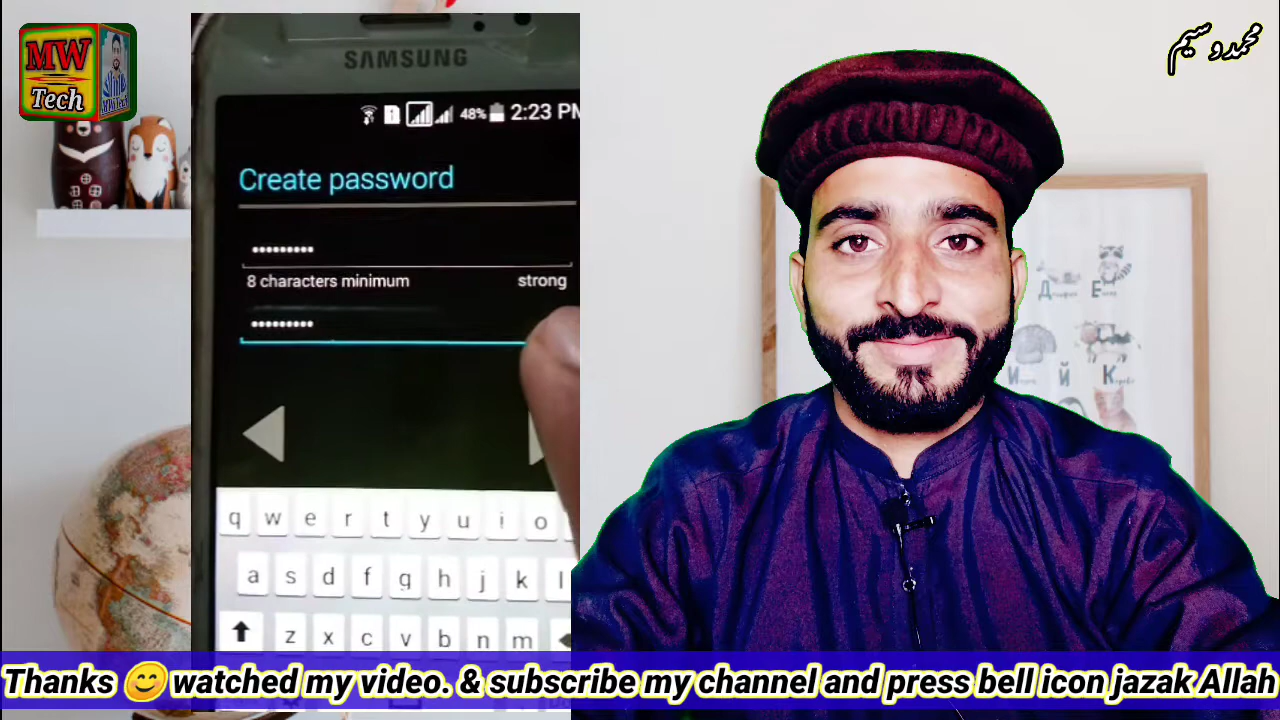 MW
Tech
محمد وسیم
SAMSUNG
48% 2:23 PM
Create password
8 characters minimum strong
q w e r t y u i o
a s d f g h j k l
z x c v b n m
Д Е
И Й К
Thanks 😊 watched my video. & subscribe my channel and press bell icon jazak Allah